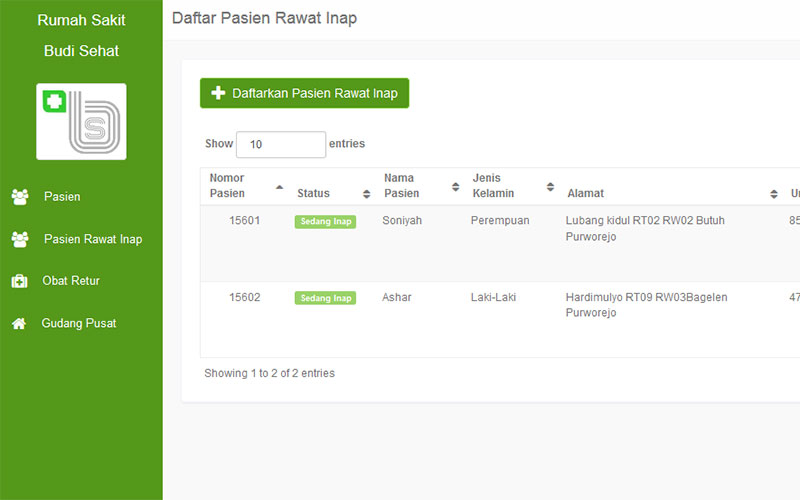 Rumah Sakit
Budi Sehat
bs
Pasien
Pasien Rawat Inap
Obat Retur
Gudang Pusat
Daftar Pasien Rawat Inap
Daftarkan Pasien Rawat Inap
Show 10 entries
Nomor Pasien Status Nama Pasien Jenis Kelamin Alamat
15601 Sedang Inap Soniyah Perempuan Lubang kidul RT02 RW02 Butuh 85
Purworejo
15602 Sedang Inap Ashar Laki-Laki Hardimulyo RT09 RW03Bagelen 47
Purworejo
Showing 1 to 2 of 2 entries